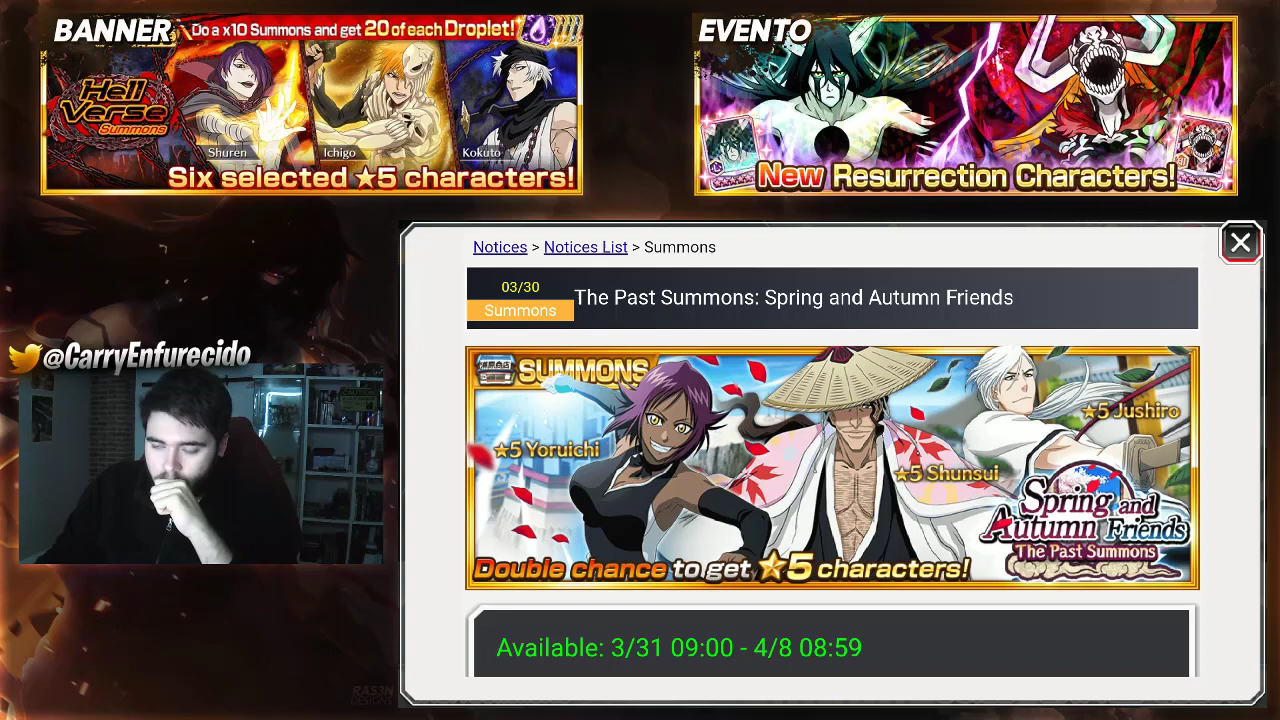 BANNER
Do a x10 Summons and get 20 of each Droplet!
Hell
Verse
Summons
Shuren
Ichigo
Kokuto
Six selected ★5 characters!
EVENTO
New Resurrection Characters!
Notices > Notices List > Summons
03/30
Summons
The Past Summons: Spring and Autumn Friends
SUMMONS
★5 Yoruichi
★5 Shunsui
★5 Jushiro
Spring and
Autumn Friends
The Past Summons
Double chance to get ★5 characters!
Available: 3/31 09:00 - 4/8 08:59
@CarryEnfurecido
RAS3N
DESIGNS